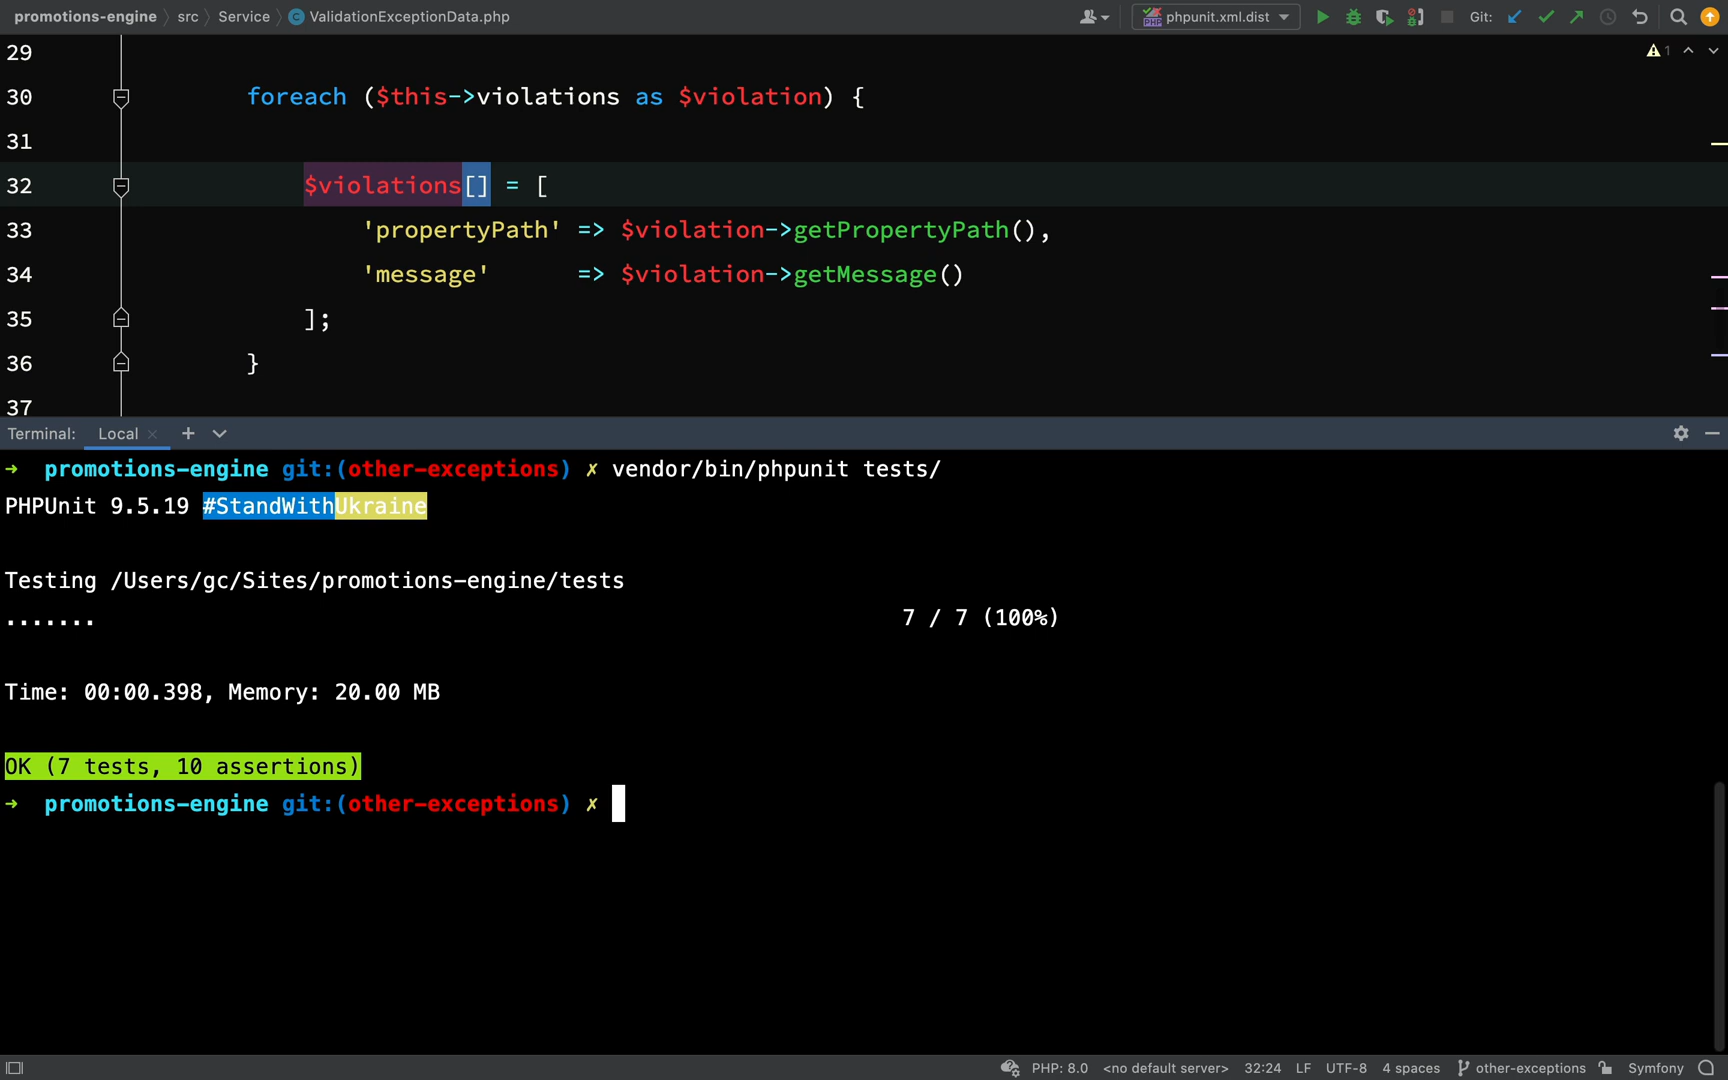 promotions-engine src Service ValidationExceptionData.php phpunit.xml.dist Git:
1
29
30 foreach ($this->violations as $violation) {
31
32 $violations[] = [
33 'propertyPath' => $violation->getPropertyPath(),
34 'message' => $violation->getMessage()
35 ];
36 }
37
Terminal: Local
→ promotions-engine git:(other-exceptions) ✗ vendor/bin/phpunit tests/
PHPUnit 9.5.19 #StandWithUkraine
Testing /Users/gc/Sites/promotions-engine/tests
....... 7 / 7 (100%)
Time: 00:00.398, Memory: 20.00 MB
OK (7 tests, 10 assertions)
→ promotions-engine git:(other-exceptions) ✗
PHP: 8.0 <no default server> 32:24 LF UTF-8 4 spaces other-exceptions Symfony